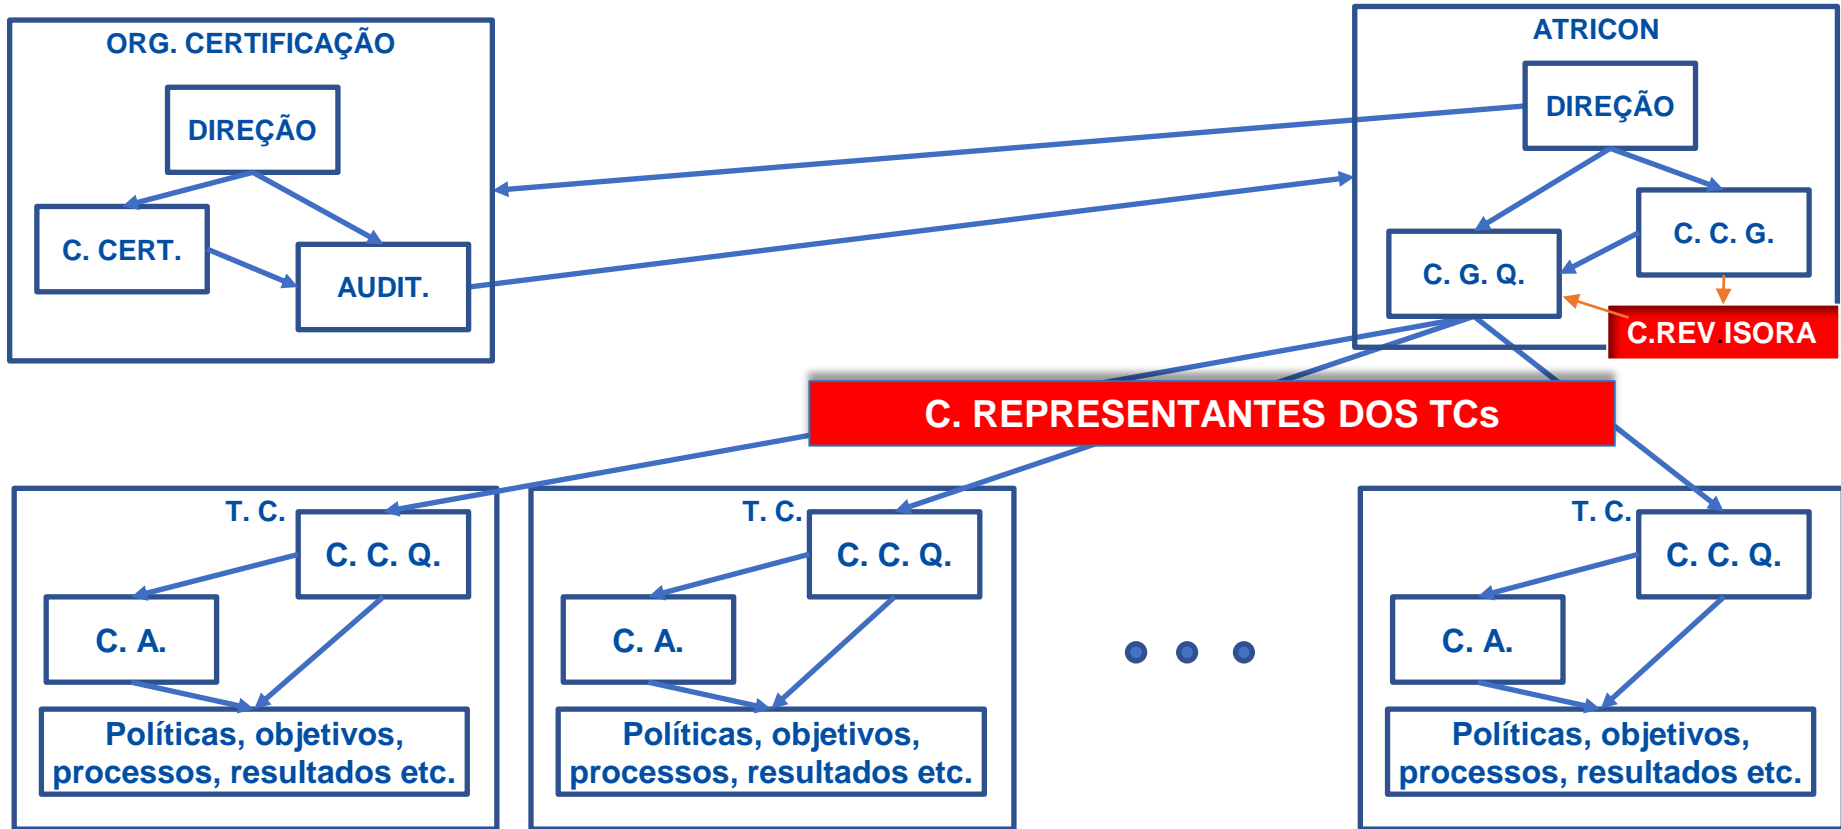 ORG. CERTIFICAÇÃO
DIREÇÃO
C. CERT.
AUDIT.
ATRICON
DIREÇÃO
C. C. G.
C. G. Q.
C.REV.ISORA
C. REPRESENTANTES DOS TCs
T. C.
C. C. Q.
C. A.
Políticas, objetivos,
processos, resultados etc.
T. C.
C. C. Q.
C. A.
Políticas, objetivos,
processos, resultados etc.
T. C.
C. C. Q.
C. A.
Políticas, objetivos,
processos, resultados etc.